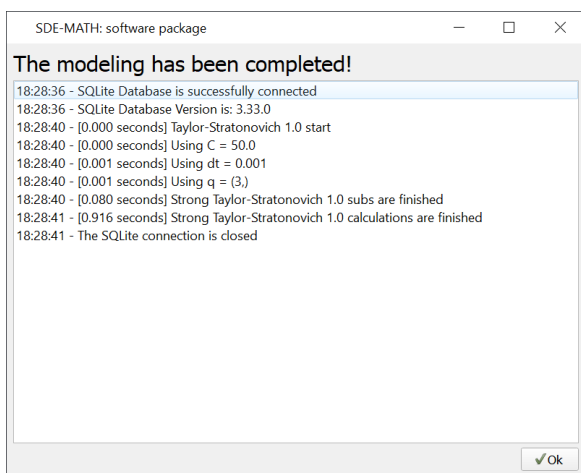 SDE-MATH: software package
The modeling has been completed!
18:28:36 - SQLite Database is successfully connected
18:28:36 - SQLite Database Version is: 3.33.0
18:28:40 - [0.000 seconds] Taylor-Stratonovich 1.0 start
18:28:40 - [0.000 seconds] Using C = 50.0
18:28:40 - [0.001 seconds] Using dt = 0.001
18:28:40 - [0.001 seconds] Using q = (3,)
18:28:40 - [0.080 seconds] Strong Taylor-Stratonovich 1.0 subs are finished
18:28:41 - [0.916 seconds] Strong Taylor-Stratonovich 1.0 calculations are finished
18:28:41 - The SQLite connection is closed
Ok